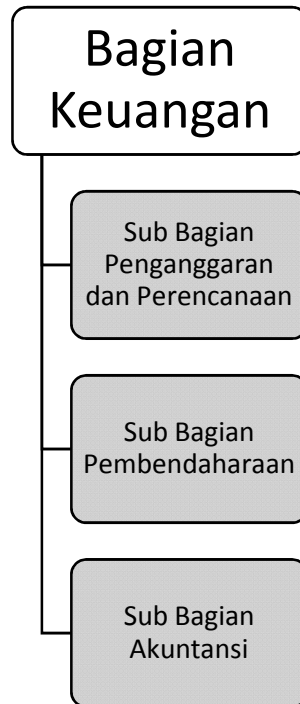 Bagian
Keuangan
Sub Bagian
Penganggaran
dan Perencanaan
Sub Bagian
Pembendaharaan
Sub Bagian
Akuntansi